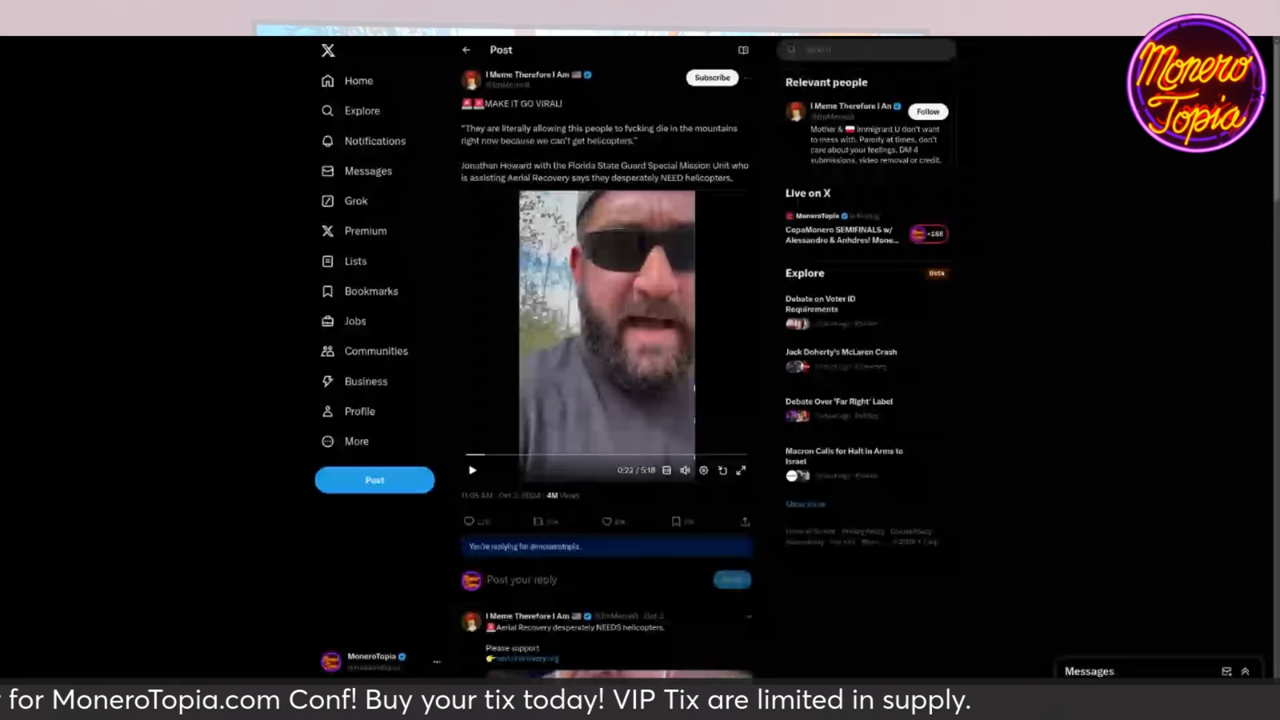 Monero
Topia
Post
Home
Explore
Notifications
Messages
Grok
Premium
Lists
Bookmarks
Jobs
Communities
Business
Profile
More
Post
MoneroTopia
I Meme Therefore I Am
Subscribe
🚨🚨MAKE IT GO VIRAL!
"They are literally allowing this people to fvcking die in the mountains
right now because we can't get helicopters."
Jonathan Howard with the Florida State Guard Special Mission Unit who
is assisting Aerial Recovery says they desperately NEED helicopters.
0:22 / 5:18
4M Views
You're replying for @monerotopia.
Post your reply
I Meme Therefore I Am
🚨Aerial Recovery desperately NEEDS helicopters.
Please support
Relevant people
I Meme Therefore I Am
Follow
Mother & 🇵🇱 Immigrant U don't want
to mess with. Parody at times, don't
care about your feelings. DM 4
submissions, video removal or credit.
Live on X
MoneroTopia
CopaMonero SEMIFINALS w/
Alessandro & Anhdres! Mone...
+168
Explore
Beta
Debate on Voter ID
Requirements
Jack Doherty's McLaren Crash
Debate Over 'Far Right' Label
Macron Calls for Halt in Arms to
Israel
Show more
Messages
for MoneroTopia.com Conf! Buy your tix today! VIP Tix are limited in supply.